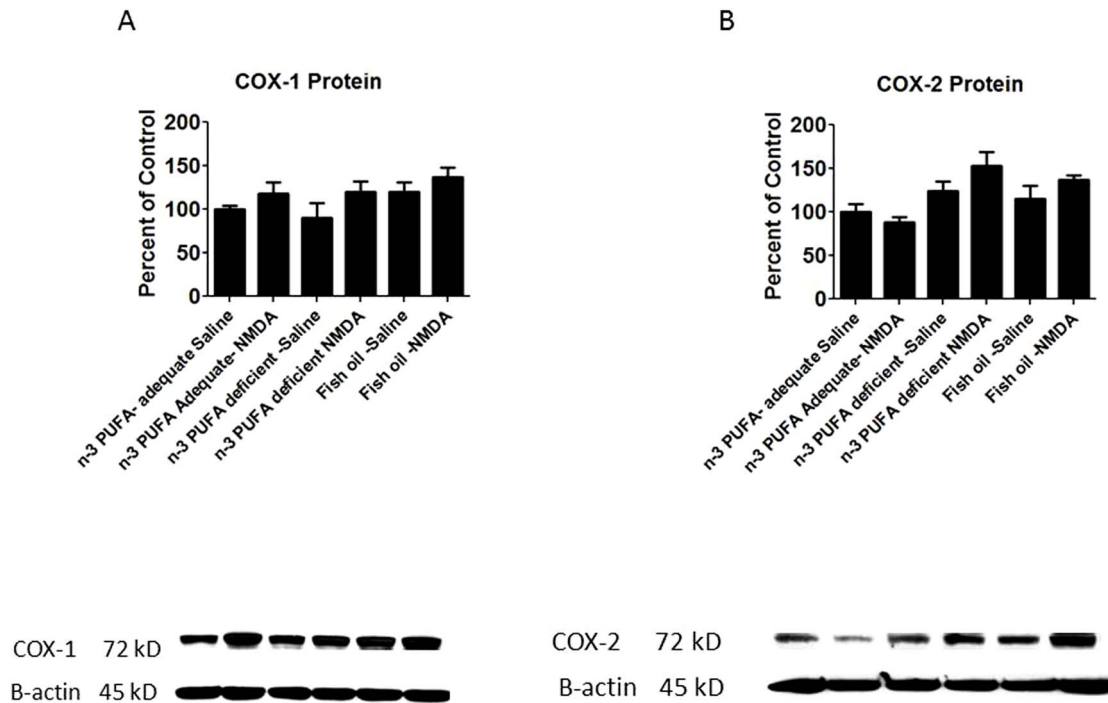 A
COX-1 Protein
Percent of Control
200
150
100
50
0
n-3 PUFA- adequate Saline
n-3 PUFA Adequate- NMDA
n-3 PUFA deficient -Saline
n-3 PUFA deficient NMDA
Fish oil -Saline
Fish oil -NMDA
COX-1 72 kD
B-actin 45 kD
B
COX-2 Protein
Percent of Control
200
150
100
50
0
n-3 PUFA- adequate Saline
n-3 PUFA Adequate- NMDA
n-3 PUFA deficient -Saline
n-3 PUFA deficient NMDA
Fish oil -Saline
Fish oil -NMDA
COX-2 72 kD
B-actin 45 kD